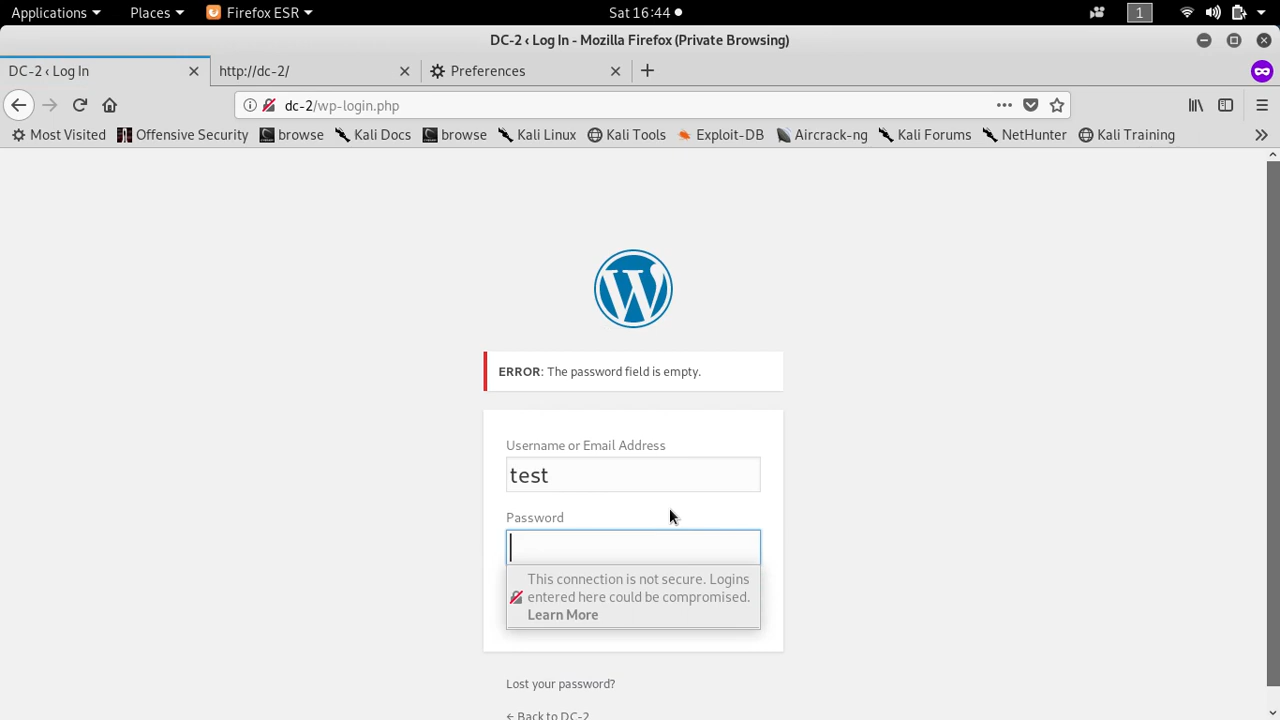 Applications Places Firefox ESR Sat 16:44 1
DC-2 ‹ Log In - Mozilla Firefox (Private Browsing)
DC-2 ‹ Log In http://dc-2/ Preferences
dc-2/wp-login.php
Most Visited Offensive Security browse Kali Docs browse Kali Linux Kali Tools Exploit-DB Aircrack-ng Kali Forums NetHunter Kali Training
ERROR: The password field is empty.
Username or Email Address
test
Password
This connection is not secure. Logins
entered here could be compromised.
Learn More
Lost your password?
← Back to DC-2